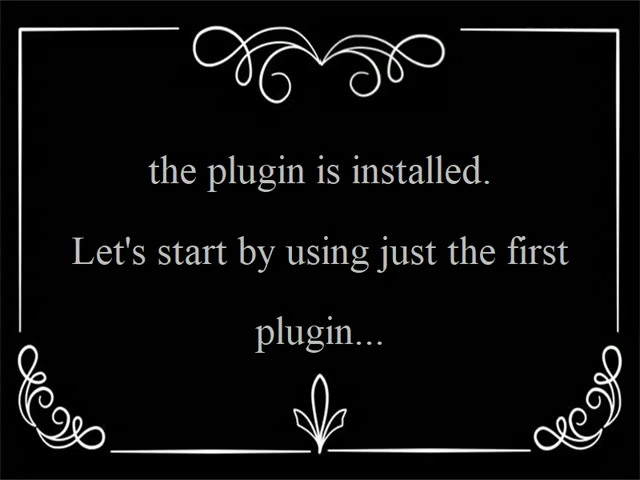 the plugin is installed.
Let's start by using just the first
plugin...